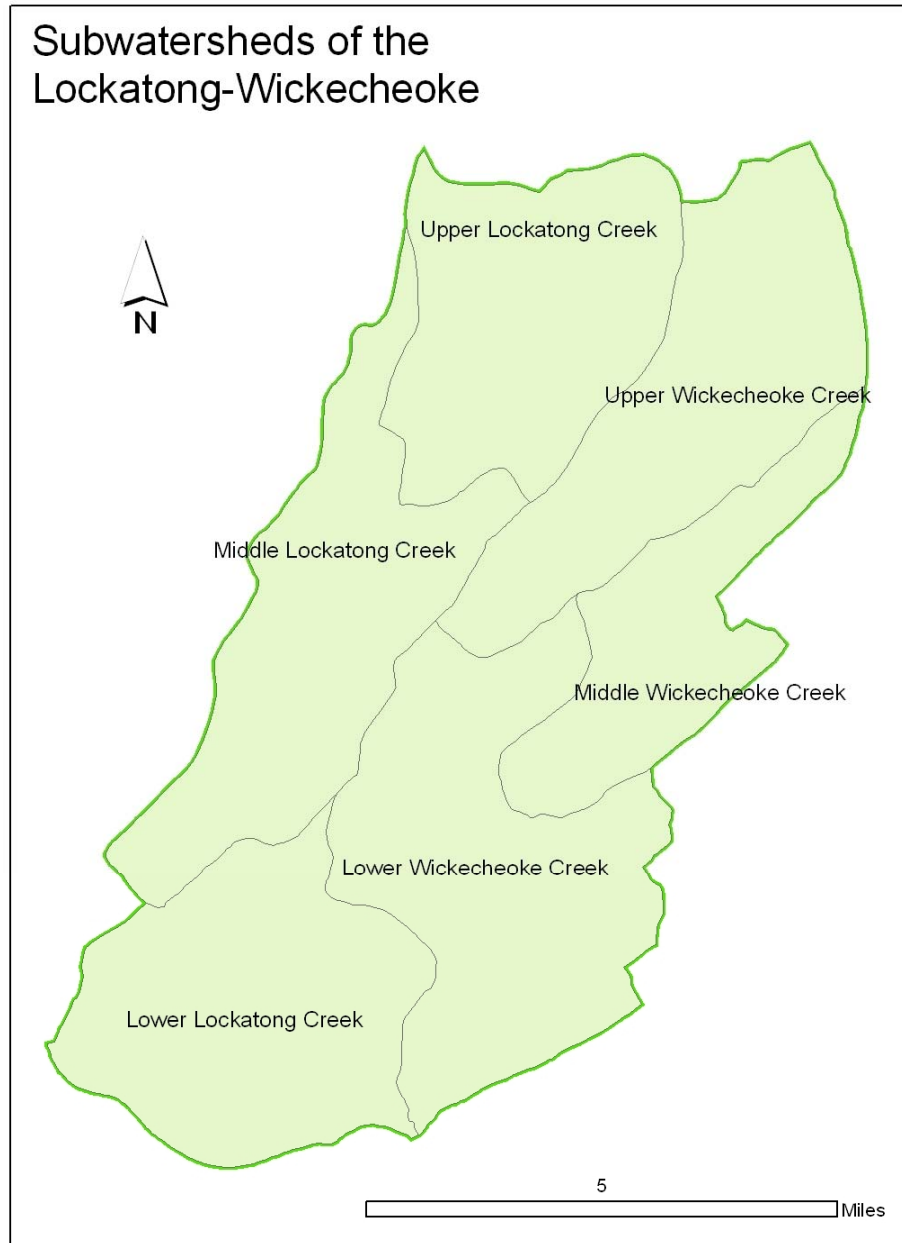 Subwatersheds of the
Lockatong-Wickecheoke
Upper Lockatong Creek
N
Upper Wickecheoke Creek
Middle Lockatong Creek
Middle Wickecheoke Creek
Lower Wickecheoke Creek
Lower Lockatong Creek
5
Miles